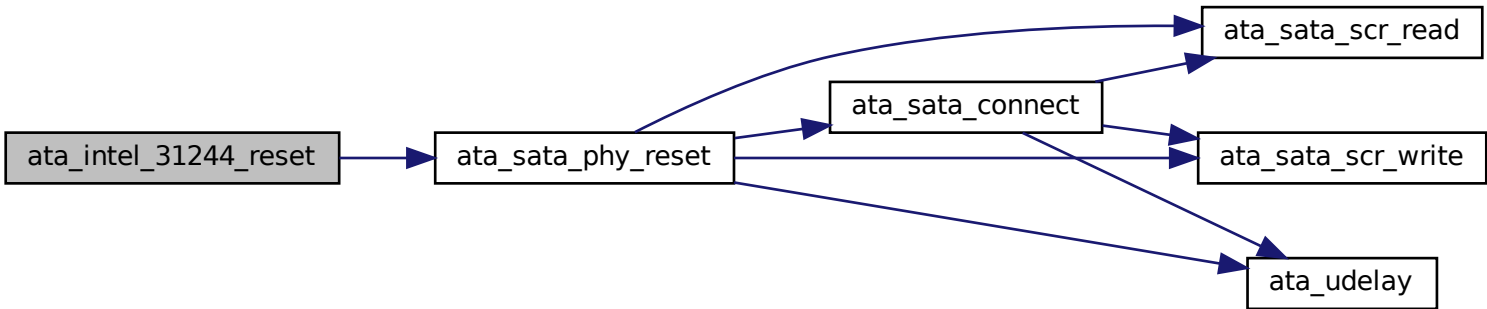 ata_intel_31244_reset
ata_sata_phy_reset
ata_sata_connect
ata_sata_scr_read
ata_sata_scr_write
ata_udelay